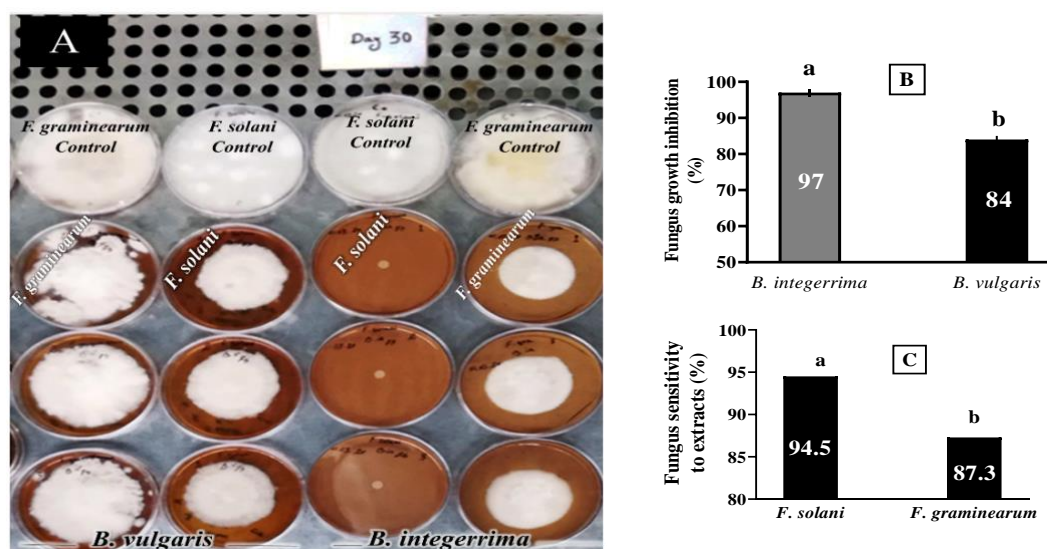 A
Day 30
F. graminearum
Control
F. solani
Control
F. solani
Control
F. graminearum
Control
F. graminearum
F. solani
F. solani
F. graminearum
B. vulgaris
B. integerrima
B
Fungus growth inhibition
(%)
100
90
80
70
60
50
a
b
97
84
B. integerrima
B. vulgaris
C
Fungus sensitivity
to extracts (%)
100
95
90
85
80
a
b
94.5
87.3
F. solani
F. graminearum